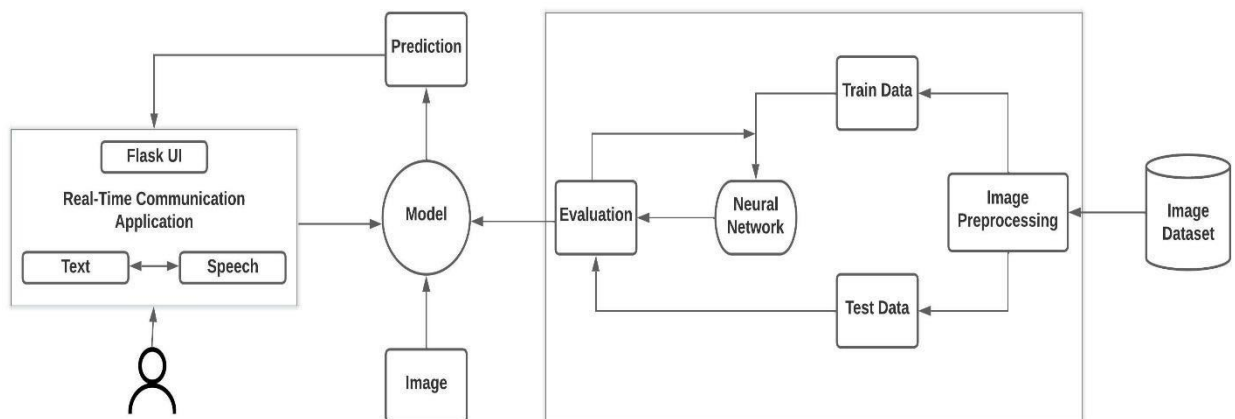 Prediction
Flask UI
Real-Time Communication
Application
Text
Speech
Model
Image
Evaluation
Neural
Network
Train Data
Test Data
Image
Preprocessing
Image
Dataset